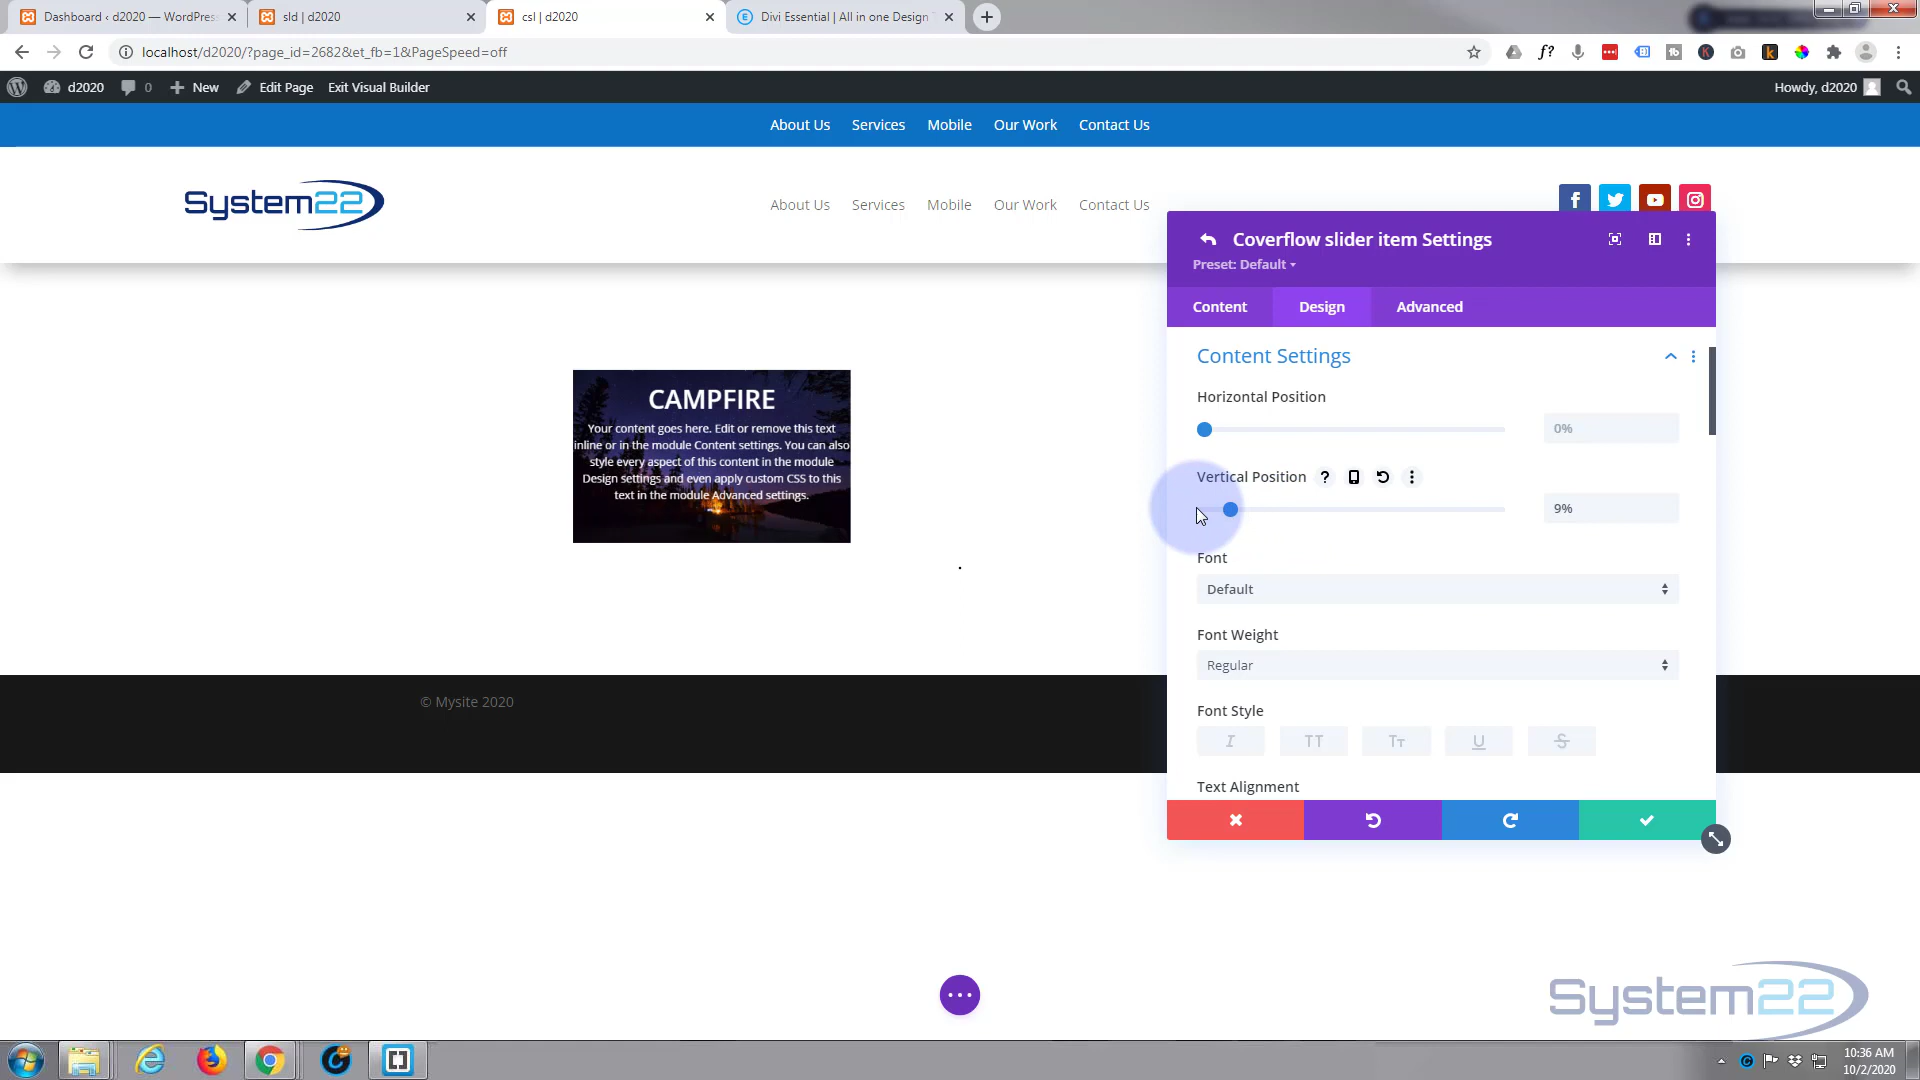 Dashboard ‹ d2020 — WordPres
sld | d2020
csl | d2020
Divi Essential | All in one Design
localhost/d2020/?page_id=2682&et_fb=1&PageSpeed=off
d2020
0
New
Edit Page
Exit Visual Builder
Howdy, d2020
About Us
Services
Mobile
Our Work
Contact Us
System22
About Us
Services
Mobile
Our Work
Contact Us
Coverflow slider item Settings
Preset: Default
Content
Design
Advanced
Content Settings
Horizontal Position
0%
Vertical Position
9%
Font
Default
Font Weight
Regular
Font Style
I
TT
TT
U
S
Text Alignment
CAMPFIRE
Your content goes here. Edit or remove this text
inline or in the module Content settings. You can also
style every aspect of this content in the module
Design settings and even apply custom CSS to this
text in the module Advanced settings.
© Mysite 2020
System22
10:36 AM
10/2/2020